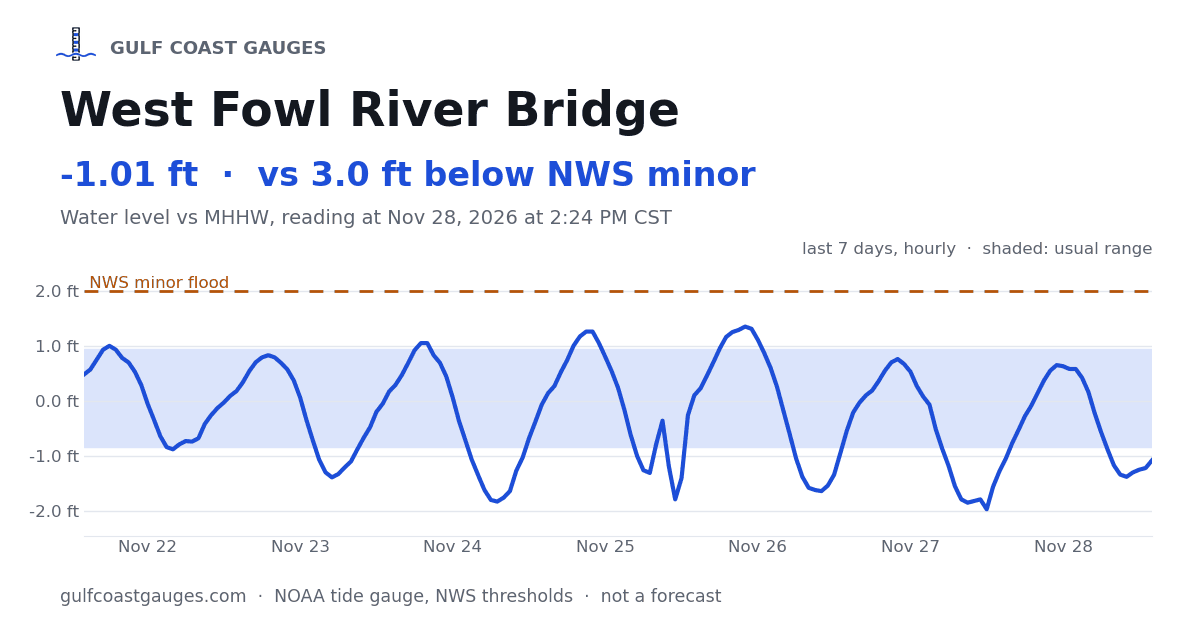 GULF COAST GAUGES
West Fowl River Bridge
-1.01 ft · vs 3.0 ft below NWS minor
Water level vs MHHW, reading at Nov 28, 2026 at 2:24 PM CST
last 7 days, hourly · shaded: usual range
NWS minor flood
2.0 ft
1.0 ft
0.0 ft
-1.0 ft
-2.0 ft
Nov 22 Nov 23 Nov 24 Nov 25 Nov 26 Nov 27 Nov 28
gulfcoastgauges.com · NOAA tide gauge, NWS thresholds · not a forecast